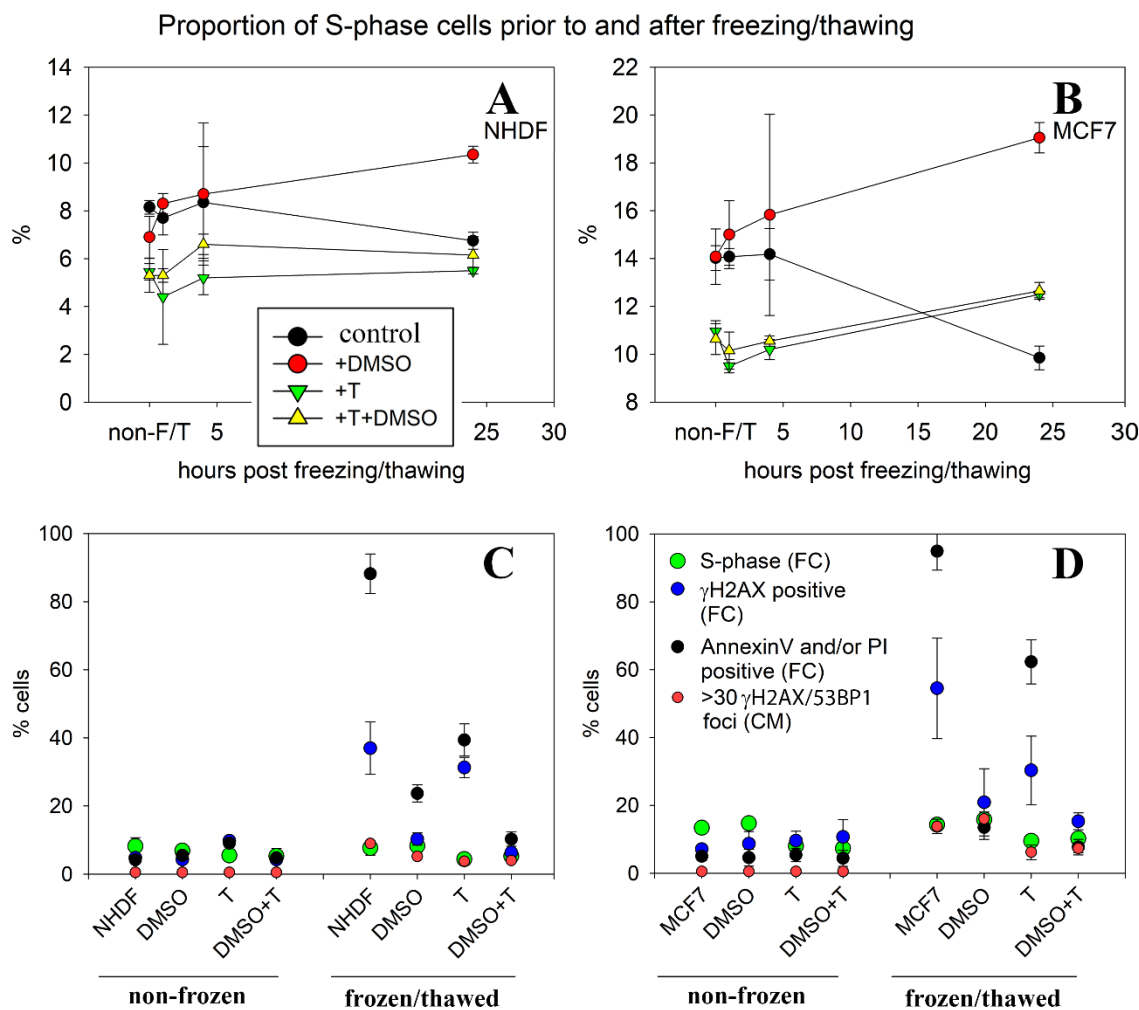 Proportion of S-phase cells prior to and after freezing/thawing
14
12
10
8
6
4
2
0
%
A
NHDF
control
+DMSO
+T
+T+DMSO
non-F/T 5 25 30
hours post freezing/thawing
22
20
18
16
14
12
10
8
%
B
MCF7
non-F/T 5 10 15 20 25 30
hours post freezing/thawing
100
80
60
40
20
0
% cells
C
NHDF
DMSO
T
DMSO+T
NHDF
DMSO
T
DMSO+T
non-frozen
frozen/thawed
100
80
60
40
20
0
% cells
D
S-phase (FC)
γH2AX positive
(FC)
AnnexinV and/or PI
positive (FC)
>30 γH2AX/53BP1
foci (CM)
MCF7
DMSO
T
DMSO+T
MCF7
DMSO
T
DMSO+T
non-frozen
frozen/thawed